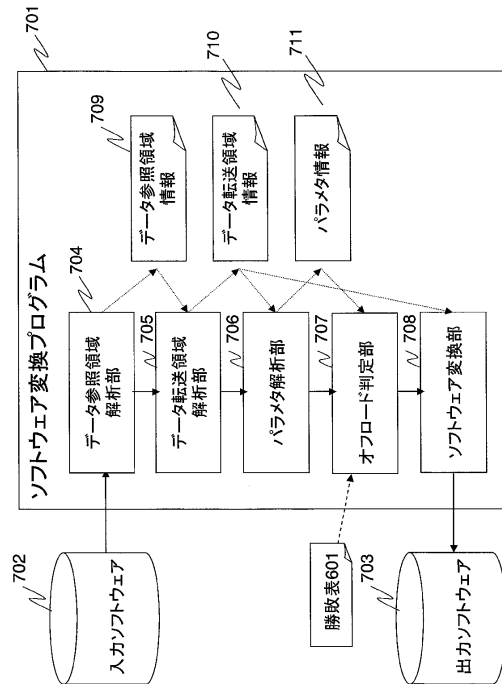 701
ソフトウェア変換プログラム
702
入力ソフトウェア
704
データ参照領域
解析部
709
データ参照領域
情報
705
データ転送領域
解析部
710
データ転送領域
情報
706
パラメタ解析部
711
パラメタ情報
勝敗表601
707
オフロード判定部
708
ソフトウェア変換部
703
出力ソフトウェア